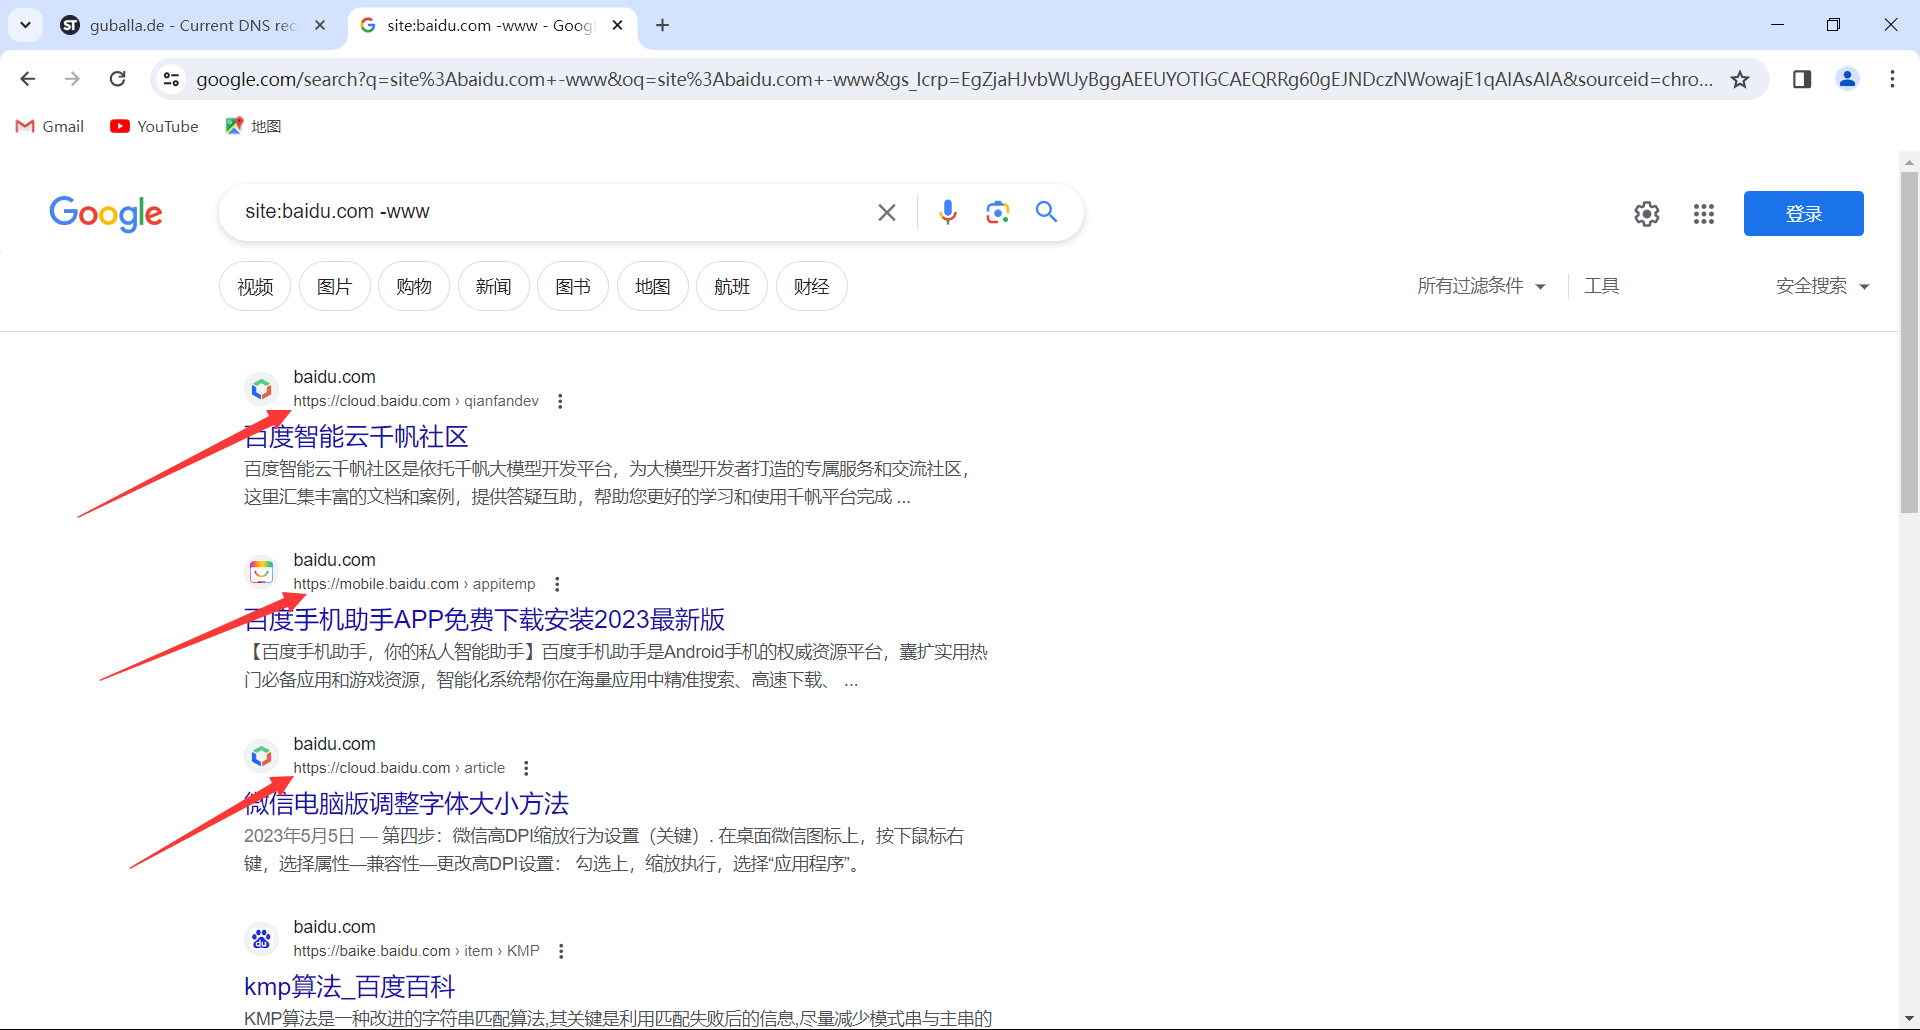 guballa.de - Current DNS rec
site:baidu.com -www - Goog
google.com/search?q=site%3Abaidu.com+-www&oq=site%3Abaidu.com+-www&gs_lcrp=EgZjaHJvbWUyBggAEEUYOTIGCAEQRRg60gEJNDczNWowajE1qAIAsAIA&sourceid=chro...
Gmail
YouTube
地图
Google
site:baidu.com -www
登录
视频
图片
购物
新闻
图书
地图
航班
财经
所有过滤条件
工具
安全搜索
baidu.com
https://cloud.baidu.com › qianfandev
百度智能云千帆社区
百度智能云千帆社区是依托千帆大模型开发平台，为大模型开发者打造的专属服务和交流社区，
这里汇集丰富的文档和案例，提供答疑互助，帮助您更好的学习和使用千帆平台完成 ...
baidu.com
https://mobile.baidu.com › appitemp
百度手机助手APP免费下载安装2023最新版
【百度手机助手，你的私人智能助手】百度手机助手是Android手机的权威资源平台，囊扩实用热
门必备应用和游戏资源，智能化系统帮你在海量应用中精准搜索、高速下载、 ...
baidu.com
https://cloud.baidu.com › article
微信电脑版调整字体大小方法
2023年5月5日 — 第四步：微信高DPI缩放行为设置（关键）. 在桌面微信图标上，按下鼠标右
键，选择属性—兼容性—更改高DPI设置： 勾选上，缩放执行，选择“应用程序”。
baidu.com
https://baike.baidu.com › item › KMP
kmp算法_百度百科
KMP算法是一种改进的字符串匹配算法,其关键是利用匹配失败后的信息,尽量减少模式串与主串的